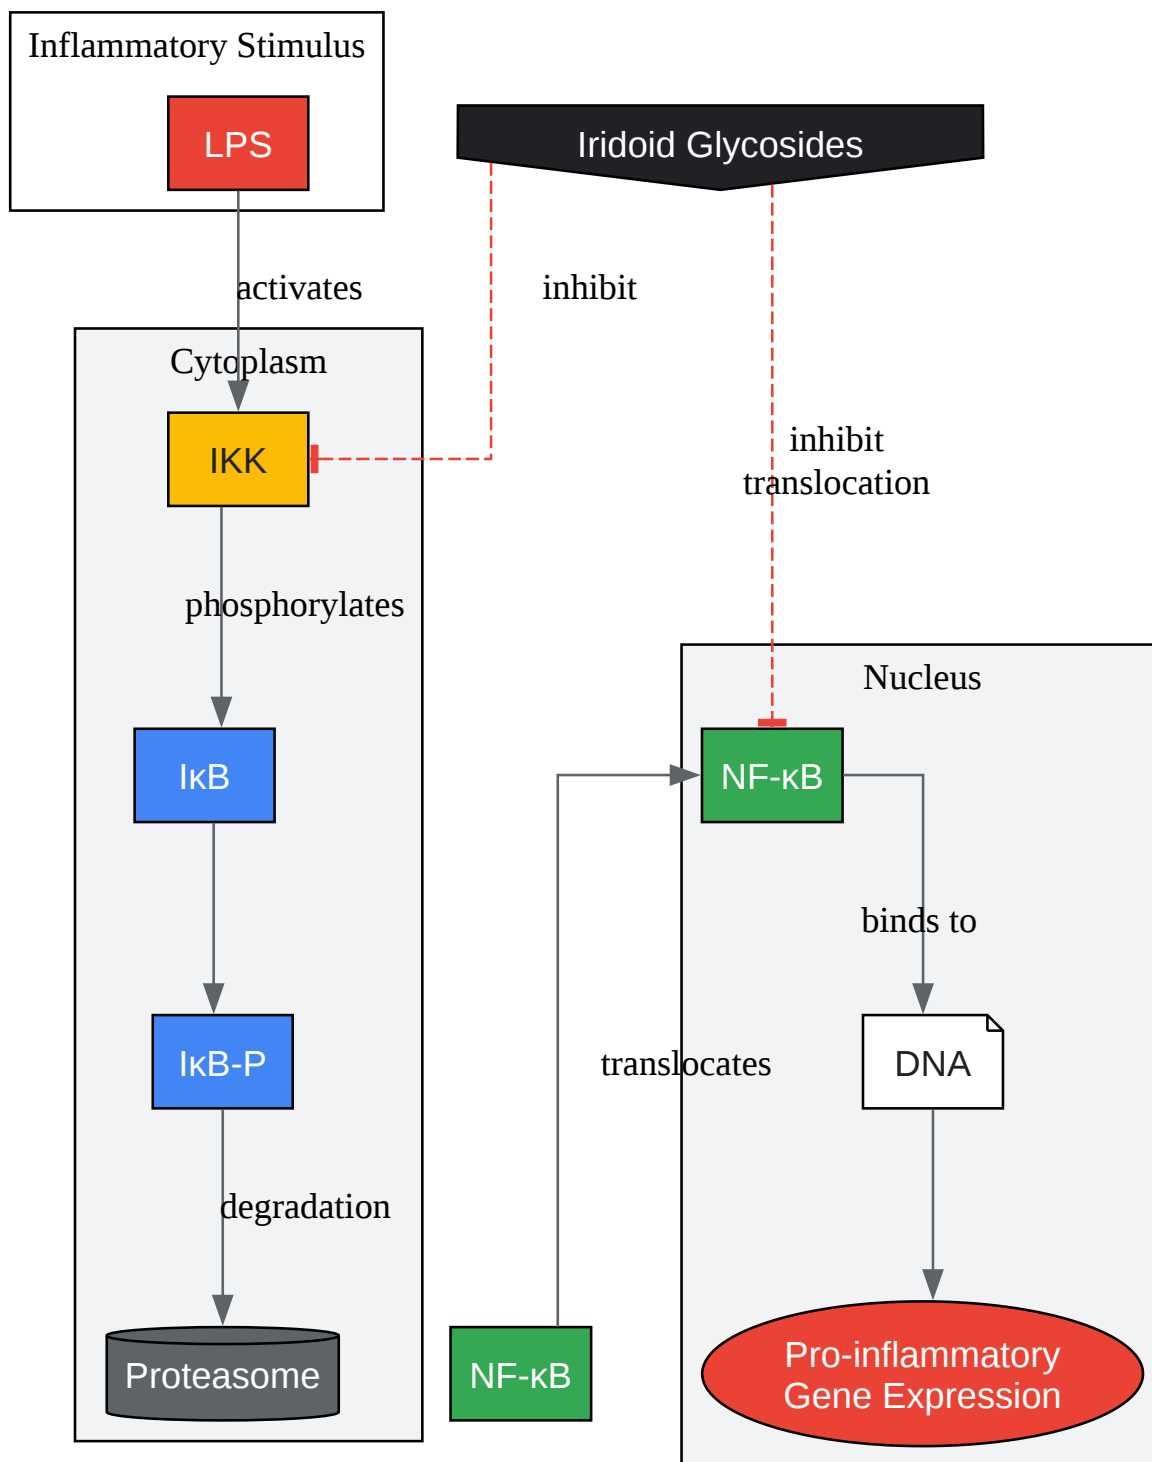 Inflammatory Stimulus
LPS
Iridoid Glycosides
activates
inhibit
Cytoplasm
IKK
inhibit
translocation
phosphorylates
Nucleus
IκB
NF-κB
binds to
IκB-P
translocates
DNA
degradation
Proteasome
NF-κB
Pro-inflammatory
Gene Expression